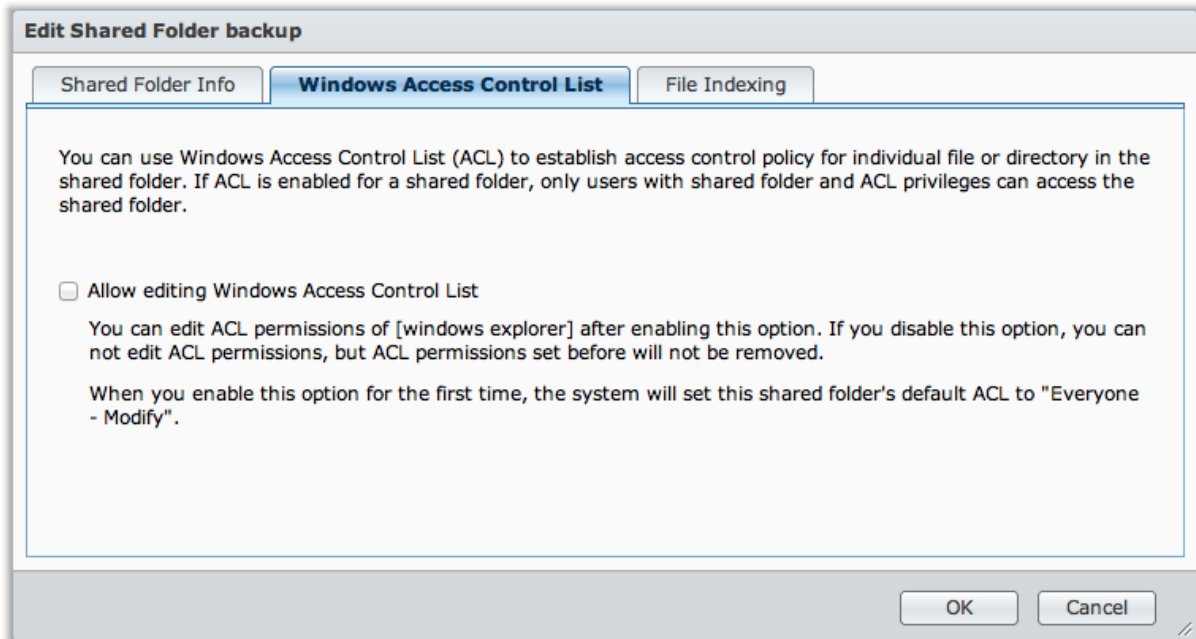 Edit Shared Folder backup
Shared Folder Info
Windows Access Control List
File Indexing
You can use Windows Access Control List (ACL) to establish access control policy for individual file or directory in the
shared folder. If ACL is enabled for a shared folder, only users with shared folder and ACL privileges can access the
shared folder.
Allow editing Windows Access Control List
You can edit ACL permissions of [windows explorer] after enabling this option. If you disable this option, you can
not edit ACL permissions, but ACL permissions set before will not be removed.
When you enable this option for the first time, the system will set this shared folder's default ACL to "Everyone
- Modify".
OK
Cancel